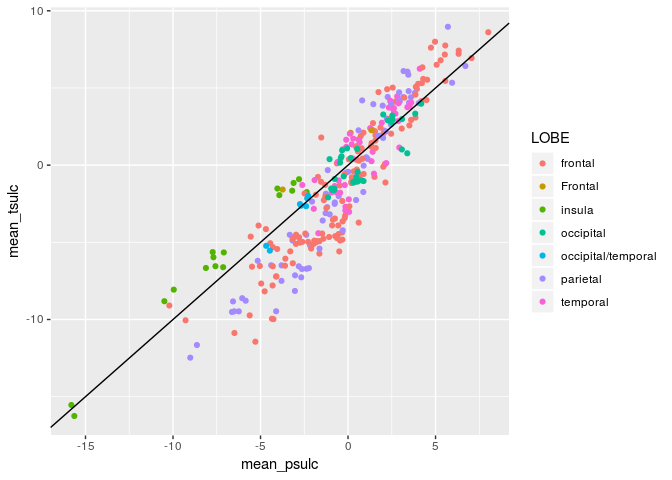 10
0
-10
mean_tsulc
-15
-10
-5
0
5
mean_psulc
LOBE
frontal
Frontal
insula
occipital
occipital/temporal
parietal
temporal